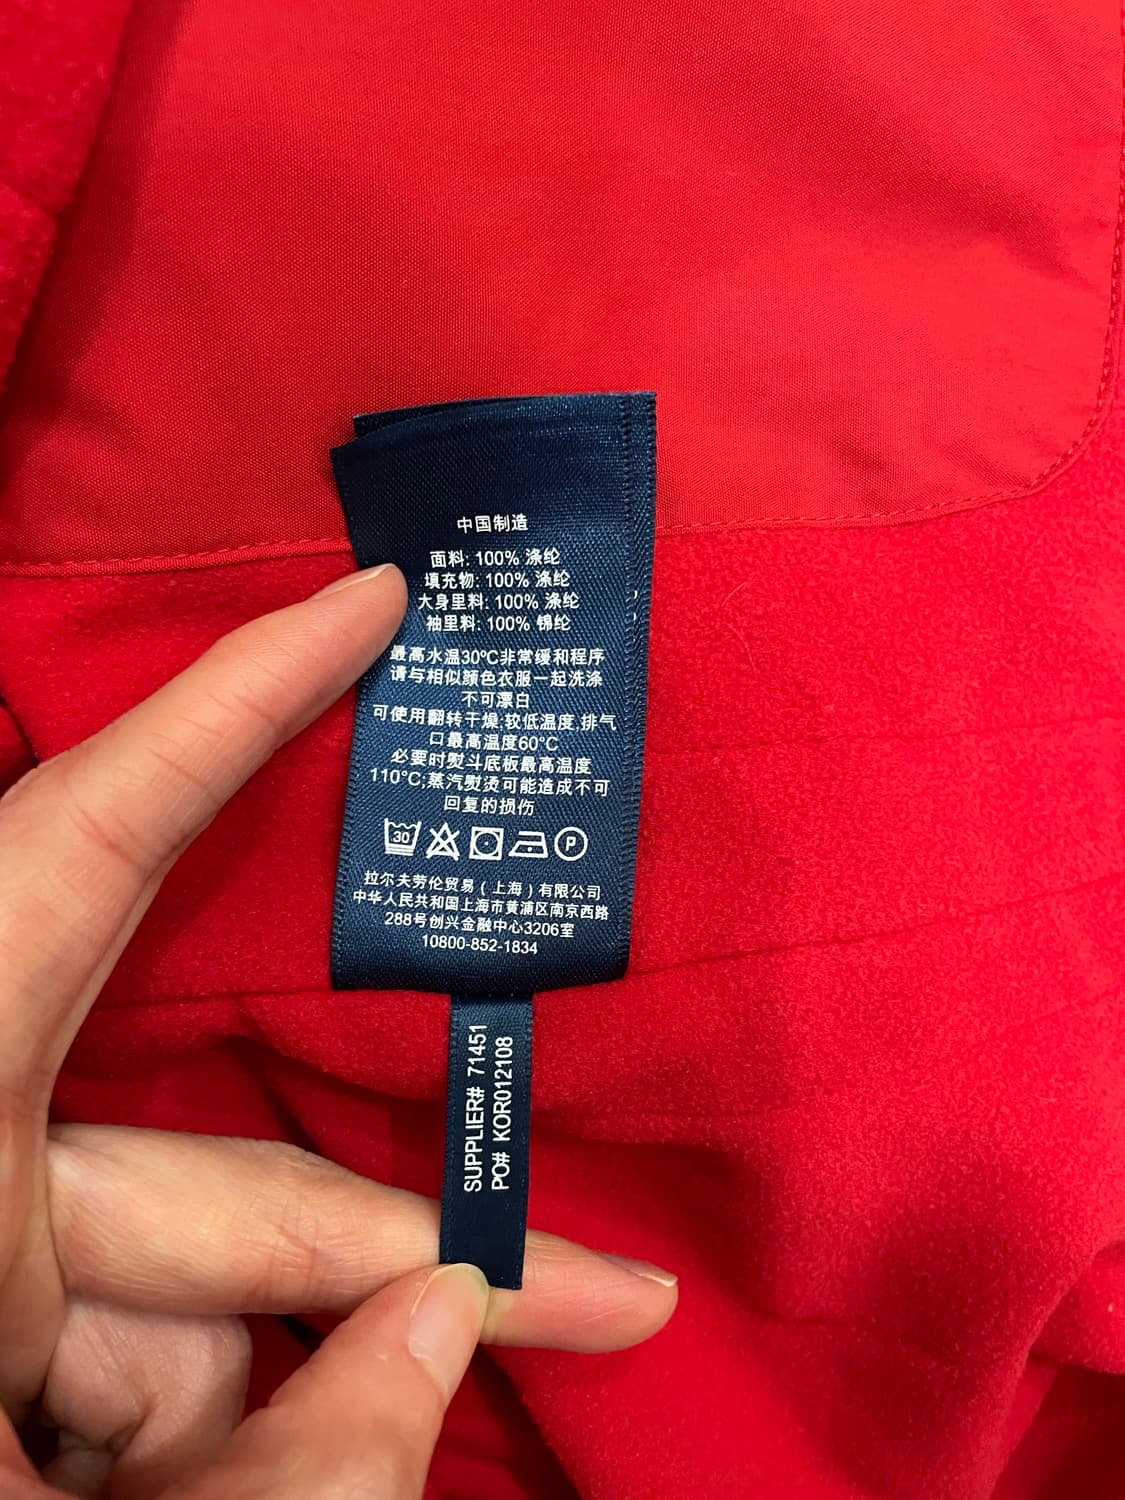 中国制造
面料: 100% 涤纶
填充物: 100% 涤纶
大身里料: 100% 涤纶
袖里料: 100% 锦纶
最高水温30ºC非常缓和程序
请与相似颜色衣服一起洗涤
不可漂白
可使用翻转干燥;较低温度,排气
口最高温度60°C
必要时熨斗底板最高温度
110°C;蒸汽熨烫可能造成不可
回复的损伤
30
P
拉尔夫劳伦贸易(上海)有限公司
中华人民共和国上海市黄浦区南京西路
288号创兴金融中心3206室
10800-852-1834
SUPPLIER# 71451
PO# KOR012108